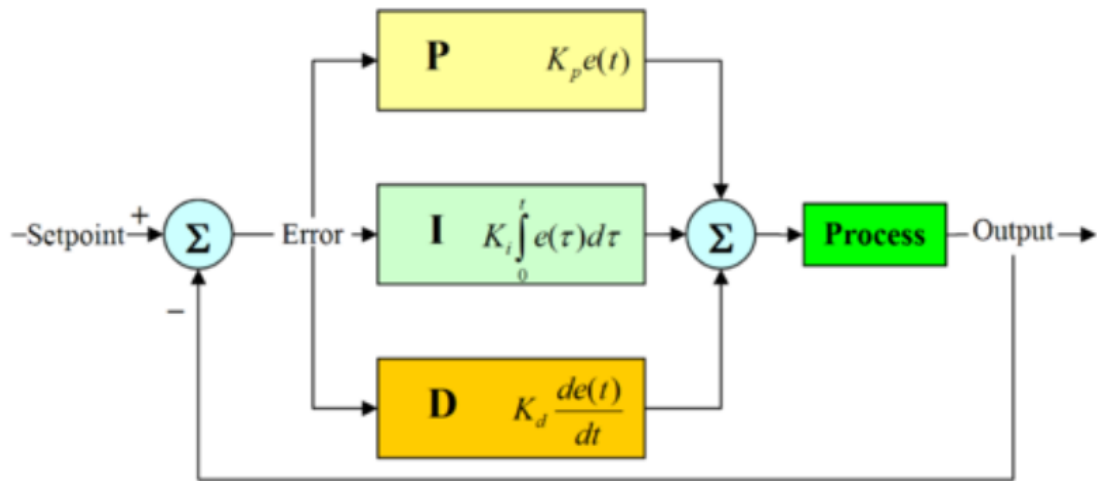 P K_p e(t)
+
Setpoint Σ Error I K_i ∫_0^t e(τ)dτ Σ Process Output
−
D K_d de(t)/dt